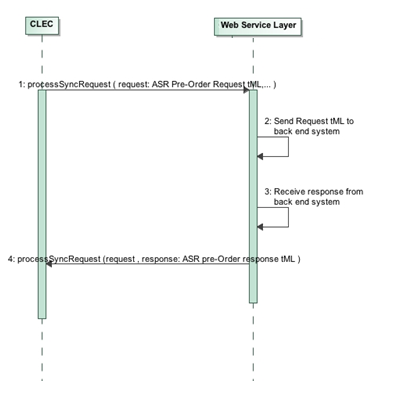 CLEC
Web Service Layer
1: processSyncRequest ( request: ASR Pre-Order Request tML,... )
2: Send Request tML to
back end system
3: Receive response from
back end system
4: processSyncRequest (request , response: ASR pre-Order response tML )